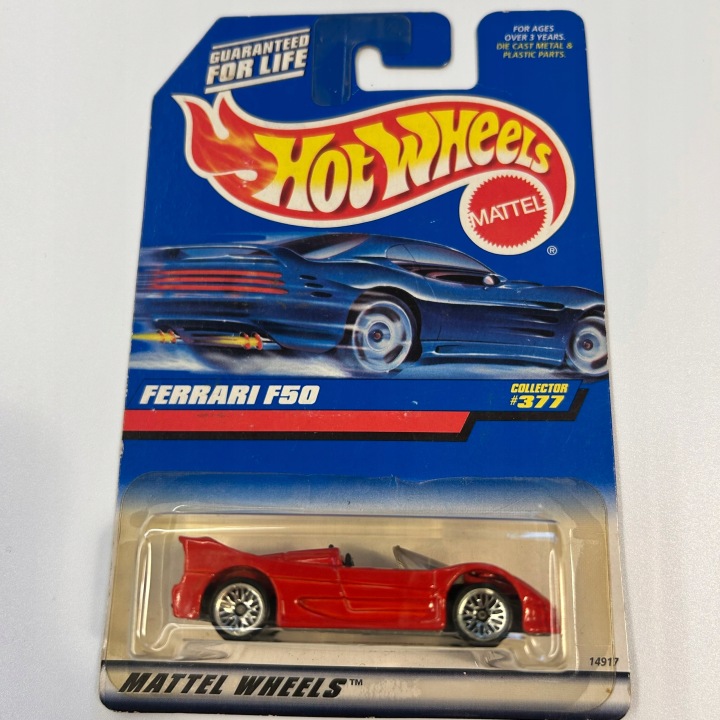 GUARANTEED
FOR LIFE
FOR AGES
OVER 3 YEARS.
DIE CAST METAL &
PLASTIC PARTS.
HOT WHEELS
MATTEL
®
FERRARI F50
COLLECTOR
#377
14917
MATTEL WHEELS™